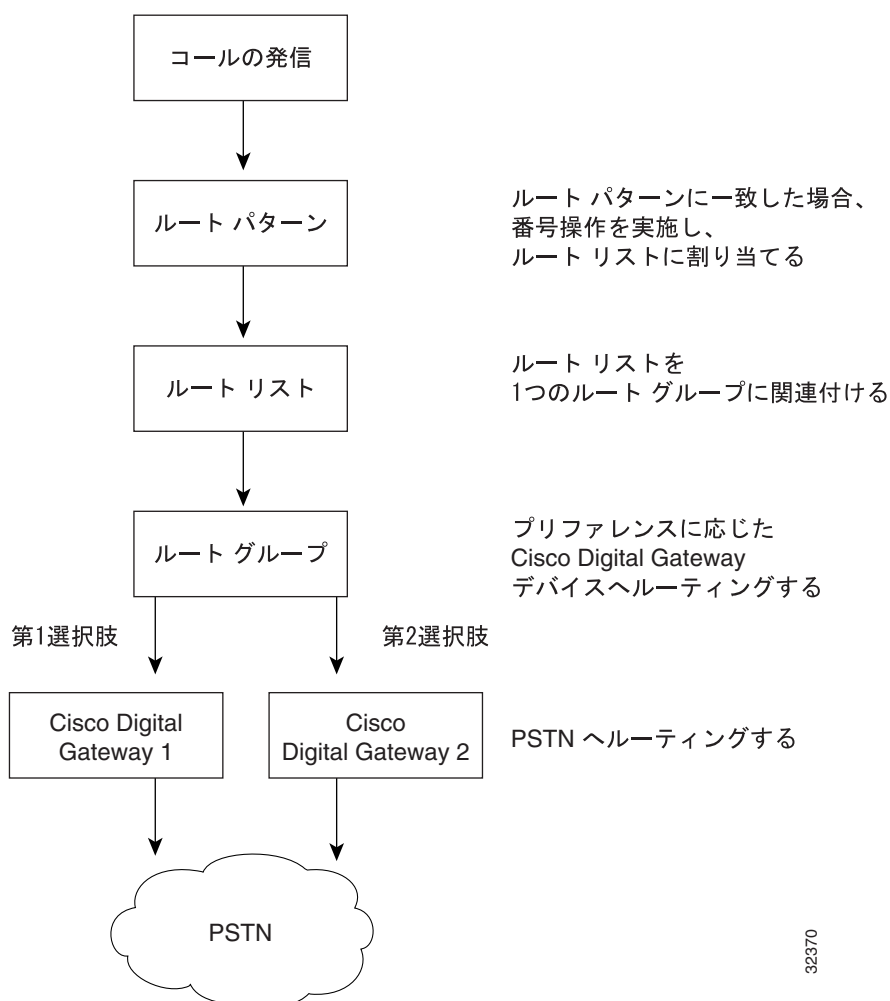 コールの発信
ルート パターン
ルート パターンに一致した場合、
番号操作を実施し、
ルート リストに割り当てる
ルート リスト
ルート リストを
1つのルート グループに関連付ける
ルート グループ
プリファレンスに応じた
Cisco Digital Gateway
デバイスへルーティングする
第1選択肢
第2選択肢
Cisco Digital
Gateway 1
Cisco
Digital Gateway 2
PSTN へルーティングする
PSTN
32370